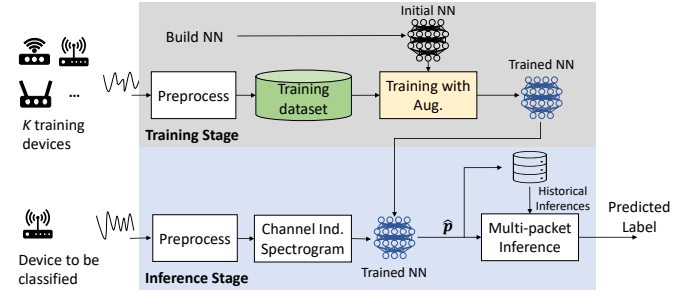 Initial NN
Build NN
Trained NN
...
Preprocess
Training
dataset
Training with
Aug.
K training
devices
Training Stage
Historical
Inferences
Predicted
Label
Preprocess
Channel Ind.
Spectrogram
p̂
Multi-packet
Inference
Device to be
classified
Trained NN
Inference Stage